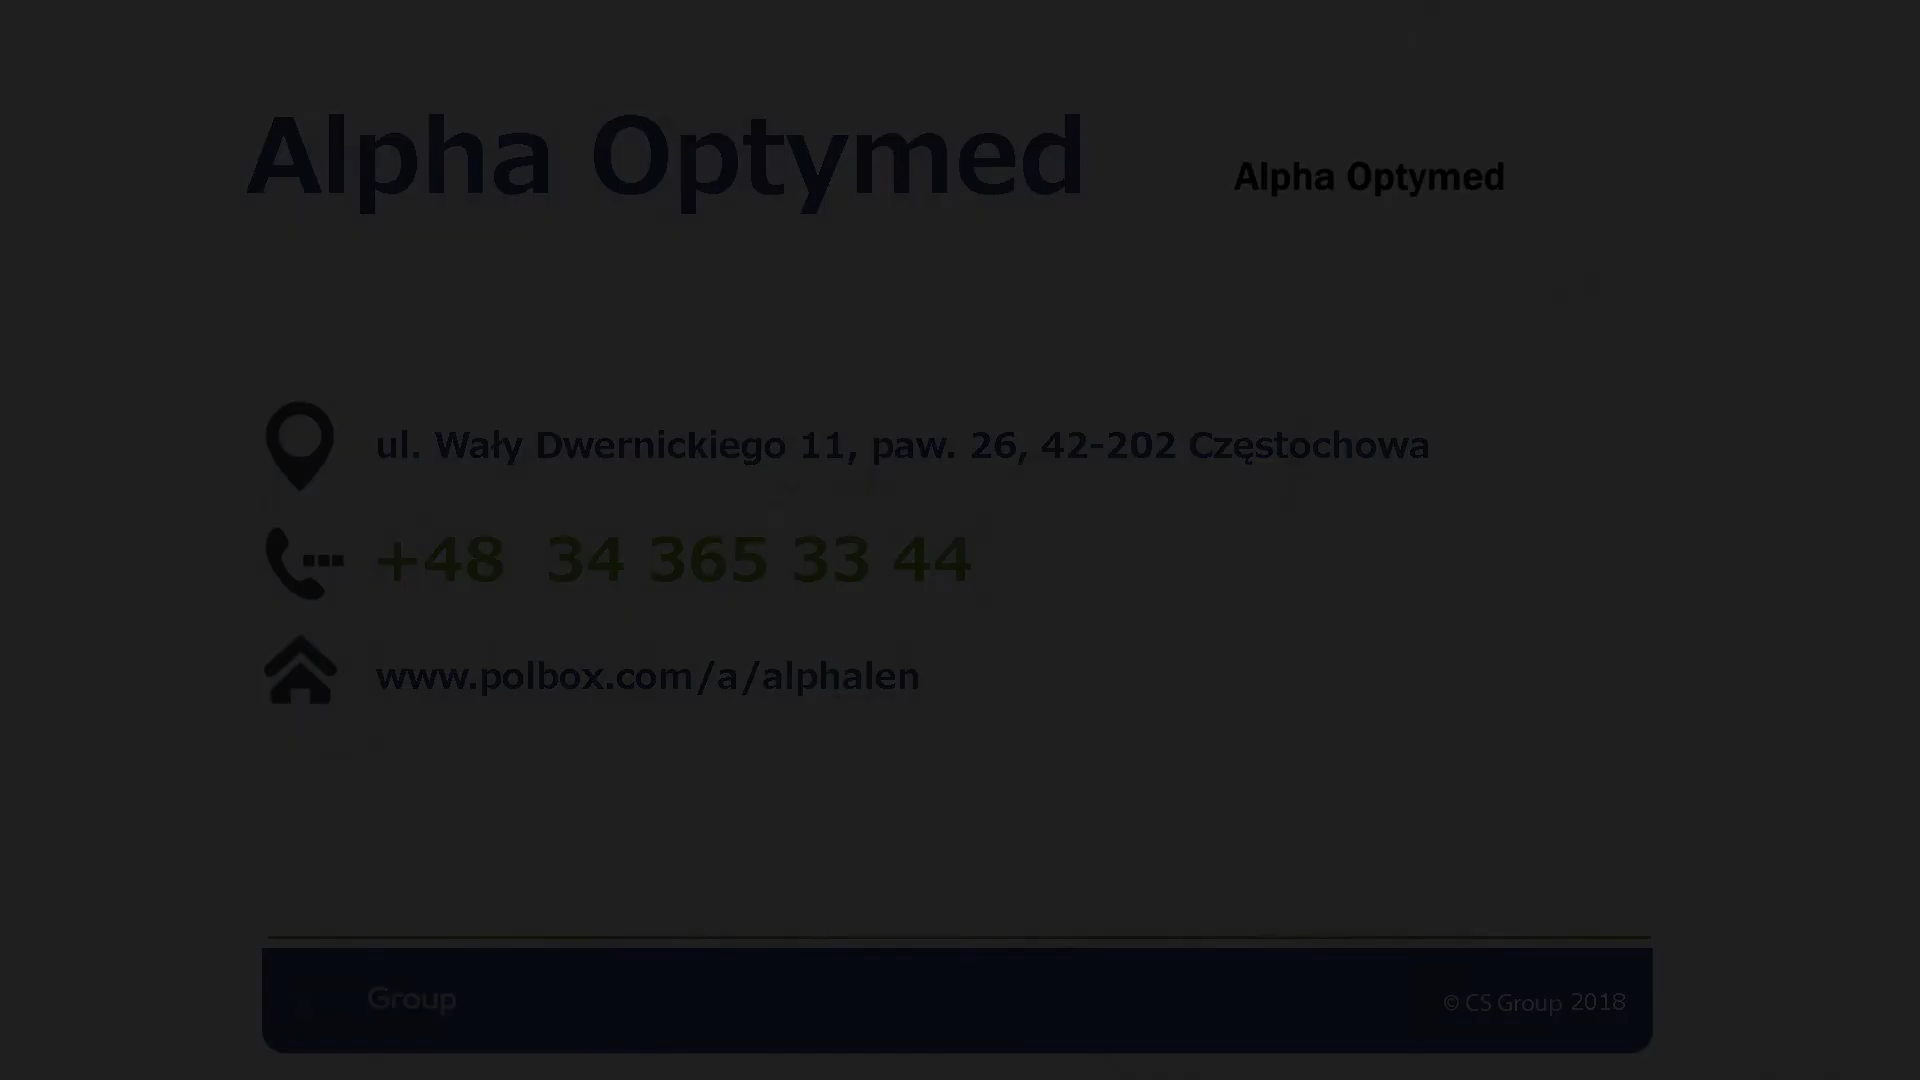 Alpha Optymed
Alpha Optymed
ul. Wały Dwernickiego 11, paw. 26, 42-202 Częstochowa
+48 34 365 33 44
www.polbox.com/a/alphalen
Group
© CS Group 2018